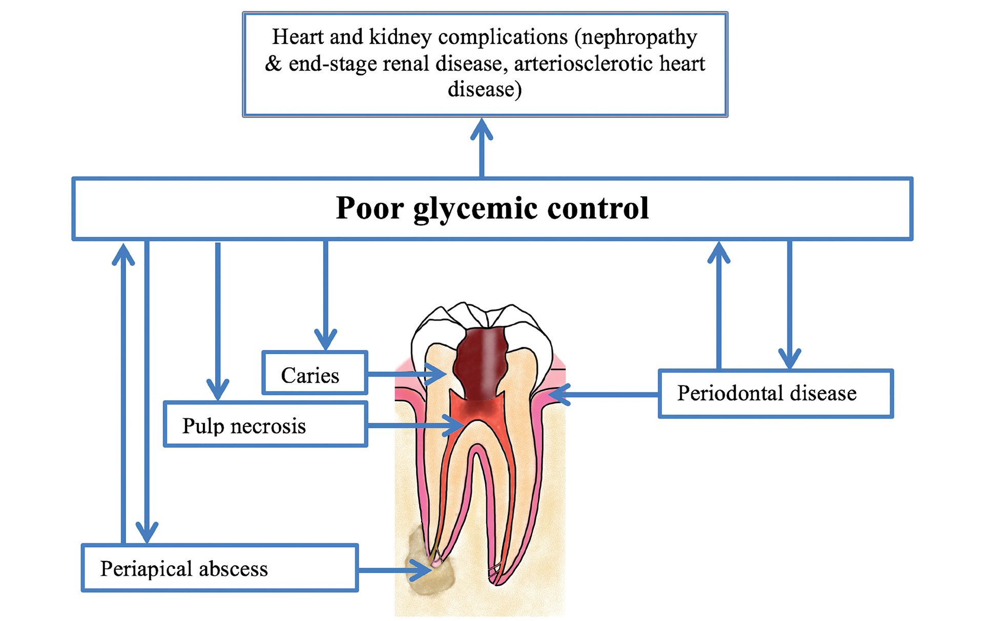 Heart and kidney complications (nephropathy
& end-stage renal disease, arteriosclerotic heart
disease)
Poor glycemic control
Caries
Periodontal disease
Pulp necrosis
Periapical abscess